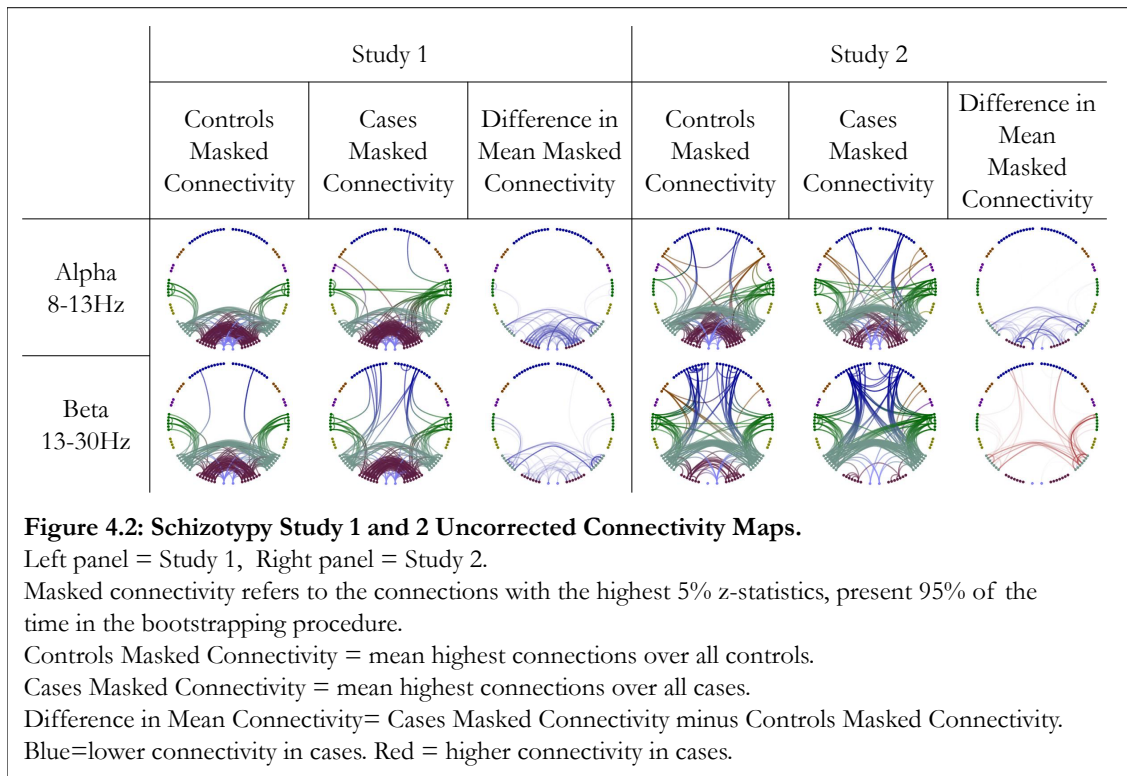 Study 1
Study 2
Controls
Masked
Connectivity
Cases
Masked
Connectivity
Difference in
Mean Masked
Connectivity
Controls
Masked
Connectivity
Cases
Masked
Connectivity
Difference in
Mean
Masked
Connectivity
Alpha
8-13Hz
Beta
13-30Hz
Figure 4.2: Schizotypy Study 1 and 2 Uncorrected Connectivity Maps.
Left panel = Study 1, Right panel = Study 2.
Masked connectivity refers to the connections with the highest 5% z-statistics, present 95% of the
time in the bootstrapping procedure.
Controls Masked Connectivity = mean highest connections over all controls.
Cases Masked Connectivity = mean highest connections over all cases.
Difference in Mean Connectivity= Cases Masked Connectivity minus Controls Masked Connectivity.
Blue=lower connectivity in cases. Red = higher connectivity in cases.